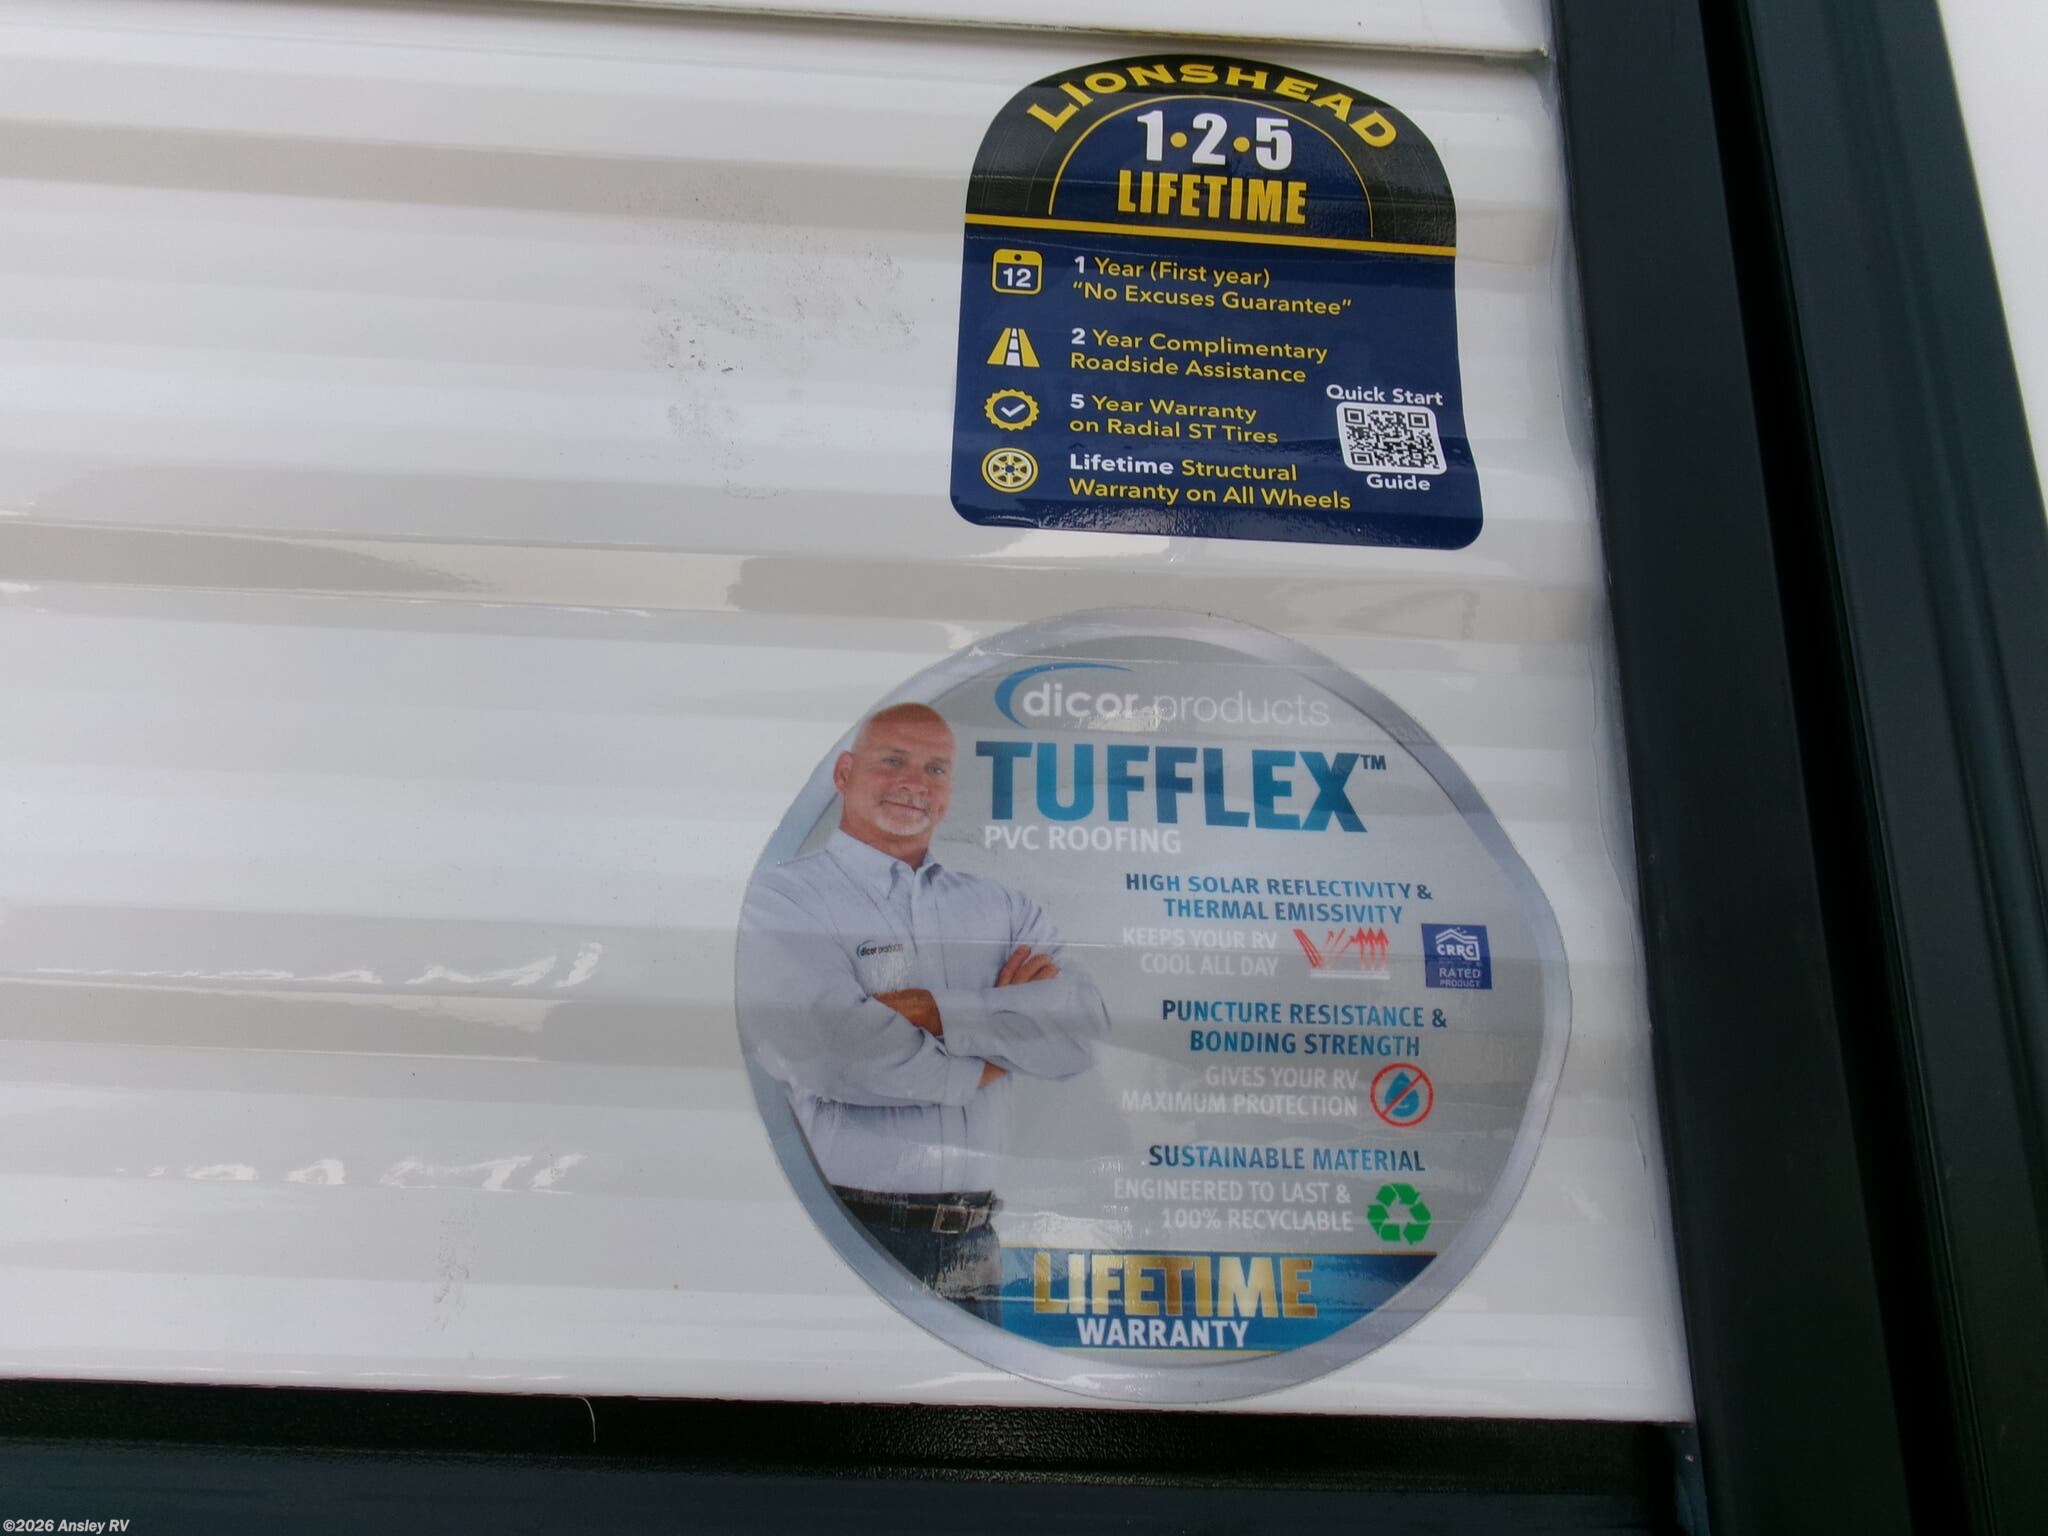 LIONSHEAD
1·2·5
LIFETIME
12
1 Year (First year)
"No Excuses Guarantee"
2 Year Complimentary
Roadside Assistance
5 Year Warranty
on Radial ST Tires
Lifetime Structural
Warranty on All Wheels
Quick Start
Guide
dicor products
TUFFLEX™
PVC ROOFING
HIGH SOLAR REFLECTIVITY &
THERMAL EMISSIVITY
KEEPS YOUR RV
COOL ALL DAY
CRRC
RATED
PRODUCT
dicor products
PUNCTURE RESISTANCE &
BONDING STRENGTH
GIVES YOUR RV
MAXIMUM PROTECTION
SUSTAINABLE MATERIAL
ENGINEERED TO LAST &
100% RECYCLABLE
LIFETIME
WARRANTY
©2026 Ansley RV